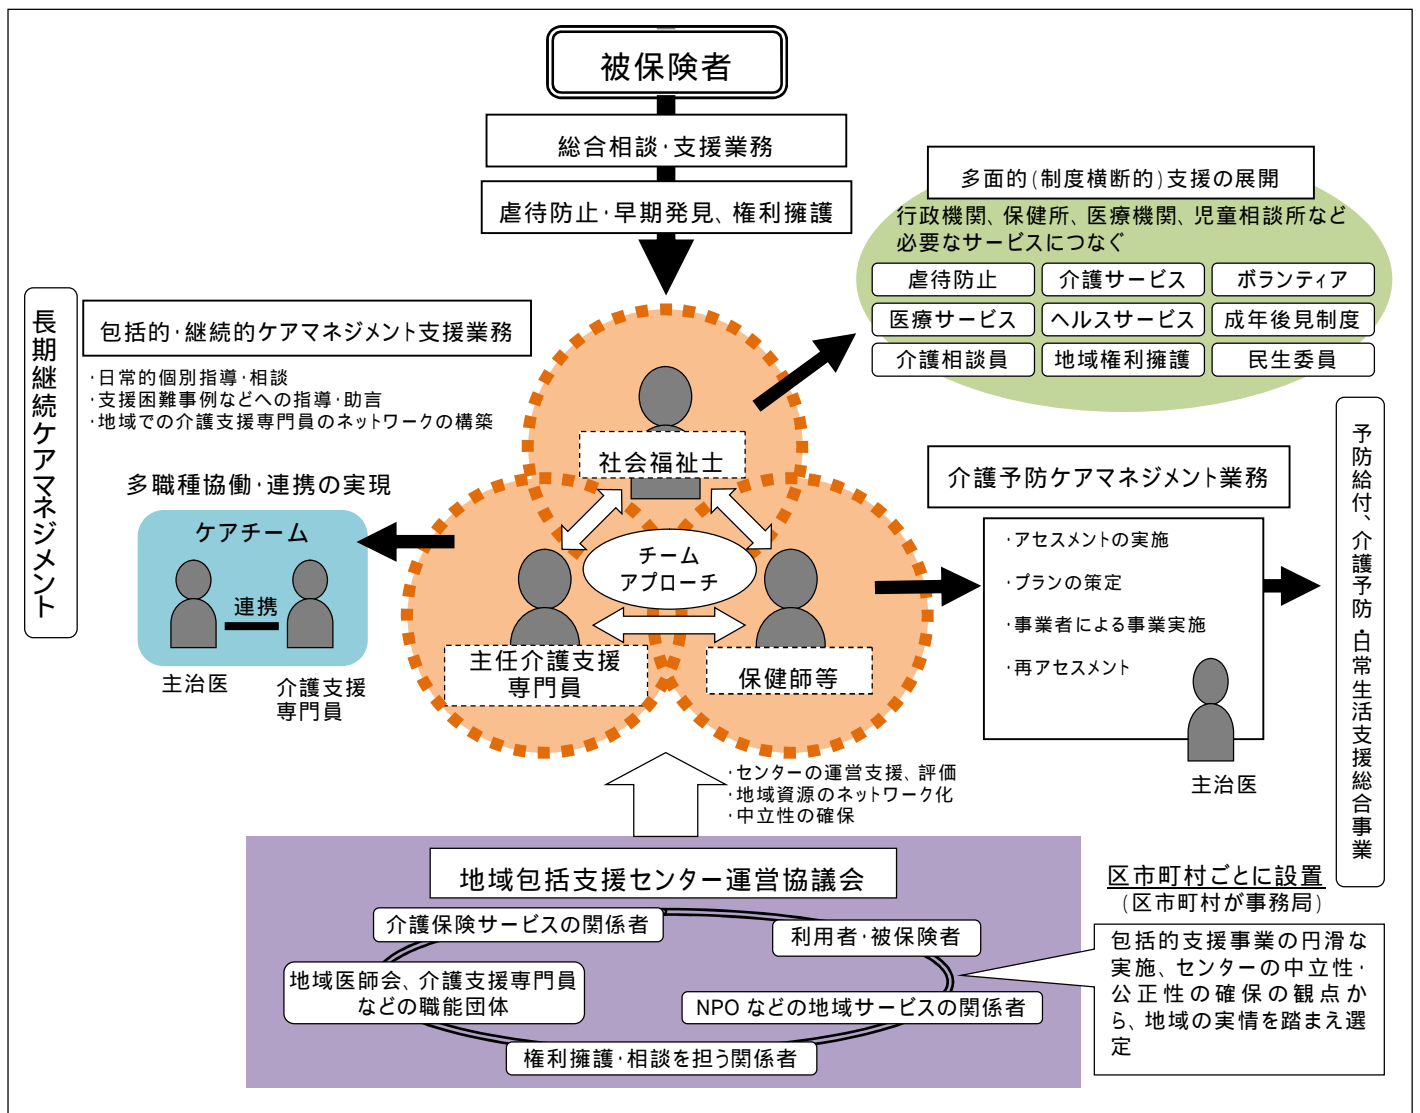 被保険者
総合相談・支援業務
虐待防止・早期発見、権利擁護
多面的(制度横断的)支援の展開
行政機関、保健所、医療機関、児童相談所など
必要なサービスにつなぐ
虐待防止
介護サービス
ボランティア
医療サービス
ヘルスサービス
成年後見制度
介護相談員
地域権利擁護
民生委員
長期継続ケアマネジメント
包括的・継続的ケアマネジメント支援業務
・日常的個別指導・相談
・支援困難事例などへの指導・助言
・地域での介護支援専門員のネットワークの構築
多職種協働・連携の実現
ケアチーム
連携
主治医
介護支援
専門員
社会福祉士
チーム
アプローチ
主任介護支援
専門員
保健師等
介護予防ケアマネジメント業務
・アセスメントの実施
・プランの策定
・事業者による事業実施
・再アセスメント
主治医
予防給付、介護予防・日常生活支援総合事業
・センターの運営支援、評価
・地域資源のネットワーク化
・中立性の確保
地域包括支援センター運営協議会
介護保険サービスの関係者
利用者・被保険者
地域医師会、介護支援専門員
などの職能団体
NPO などの地域サービスの関係者
権利擁護・相談を担う関係者
区市町村ごとに設置
(区市町村が事務局)
包括的支援事業の円滑な
実施、センターの中立性・
公正性の確保の観点か
ら、地域の実情を踏まえ選
定